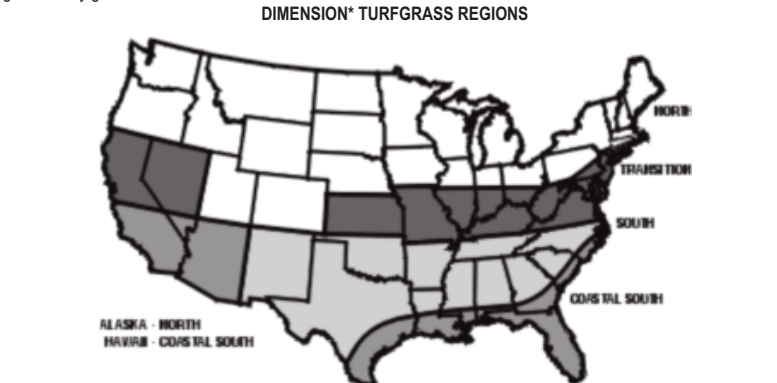 DIMENSION* TURFGRASS REGIONS
NORTH
TRANSITION
SOUTH
COASTAL SOUTH
ALASKA - NORTH
HAWAII - COASTAL SOUTH